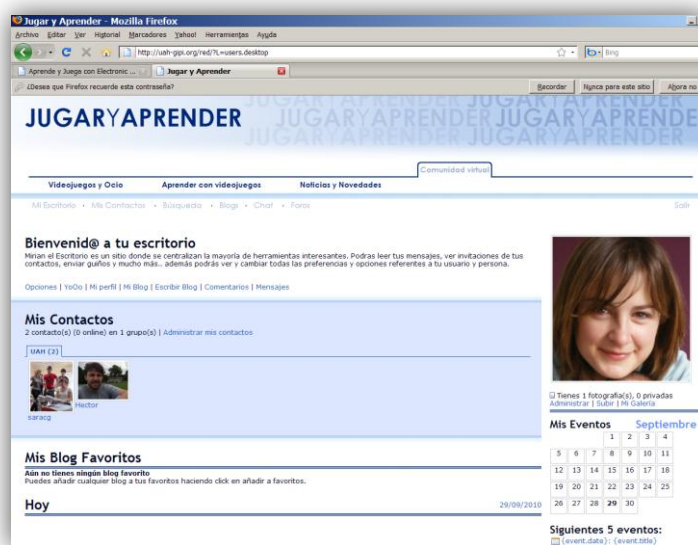 Jugar y Aprender - Mozilla Firefox
Archivo Editar Ver Historial Marcadores Yahoo! Herramientas Ayuda
http://uah-gipi.org/red/?L=users.desktop
Bing
Aprende y Juega con Electronic ...
Jugar y Aprender
¿Desea que Firefox recuerde esta contraseña?
Recordar
Nunca para este sitio
Ahora no
JUGARYAPRENDER
Comunidad virtual
Videojuegos y Ocio
Aprender con videojuegos
Noticias y Novedades
Mi Escritorio • Mis Contactos • Búsqueda • Blogs • Chat • Foros
Salir
Bienvenid@ a tu escritorio
Mirian el Escritorio es un sitio donde se centralizan la mayoría de herramientas interesantes. Podras leer tus mensajes, ver invitaciones de tus
contactos, enviar guiños y mucho más.. además podrás ver y cambiar todas las preferencias y opciones referentes a tu usuario y persona.
Opciones | YoOo | Mi perfil | Mi Blog | Escribir Blog | Comentarios | Mensajes
Mis Contactos
2 contacto(s) (0 online) en 1 grupo(s) | Administrar mis contactos
UAH (2)
Hector
saracg
Mis Blog Favoritos
Aún no tienes ningún blog favorito
Puedes añadir cualquier blog a tus favoritos haciendo click en añadir a favoritos.
Hoy
29/09/2010
Tienes 1 fotografia(s), 0 privadas
Administrar | Subir | Mi Galería
Mis Eventos
Septiembre
1 2 3 4
5 6 7 8 9 10 11
12 13 14 15 16 17 18
19 20 21 22 23 24 25
26 27 28 29 30
Siguientes 5 eventos:
{event.date}: {event.title}